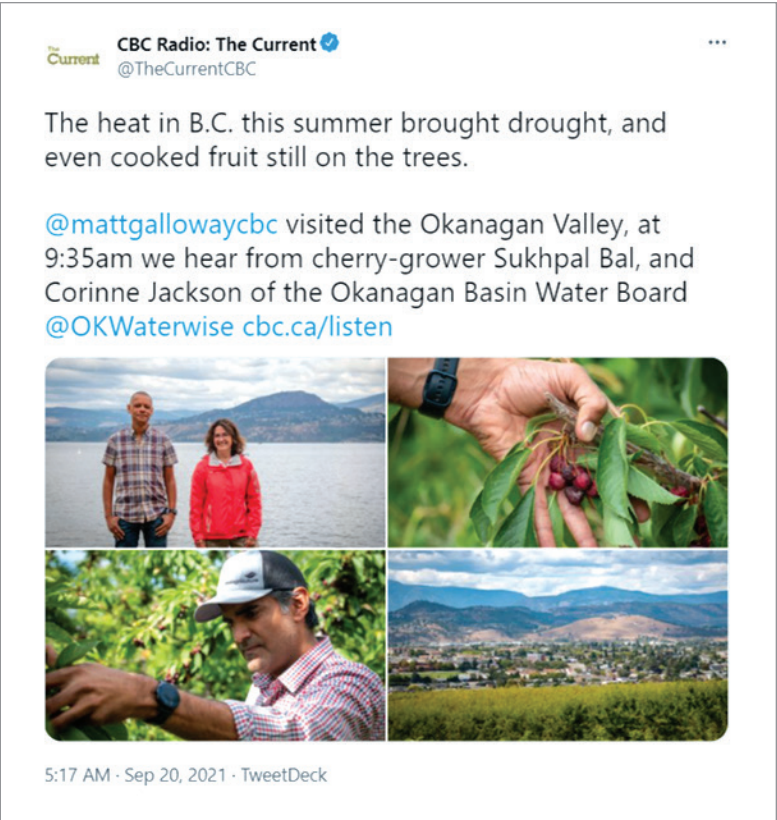 The
Current
CBC Radio: The Current
@TheCurrentCBC
The heat in B.C. this summer brought drought, and
even cooked fruit still on the trees.
@mattgallowaycbc visited the Okanagan Valley, at
9:35am we hear from cherry-grower Sukhpal Bal, and
Corinne Jackson of the Okanagan Basin Water Board
@OKWaterwise cbc.ca/listen
5:17 AM · Sep 20, 2021 · TweetDeck